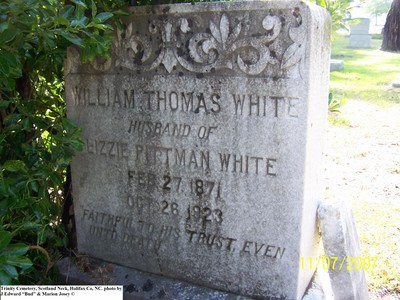 WILLIAM THOMAS WHITE
HUSBAND OF
LIZZIE PITTMAN WHITE
FEB 27, 1871
OCT 26 1923
FAITHFUL TO HIS TRUST, EVEN
UNTO DEATH
11/07/2007
Trinity Cemetery, Scotland Neck, Halifax Co, NC. photo by
J Edward "Bud" & Marion Josey ©